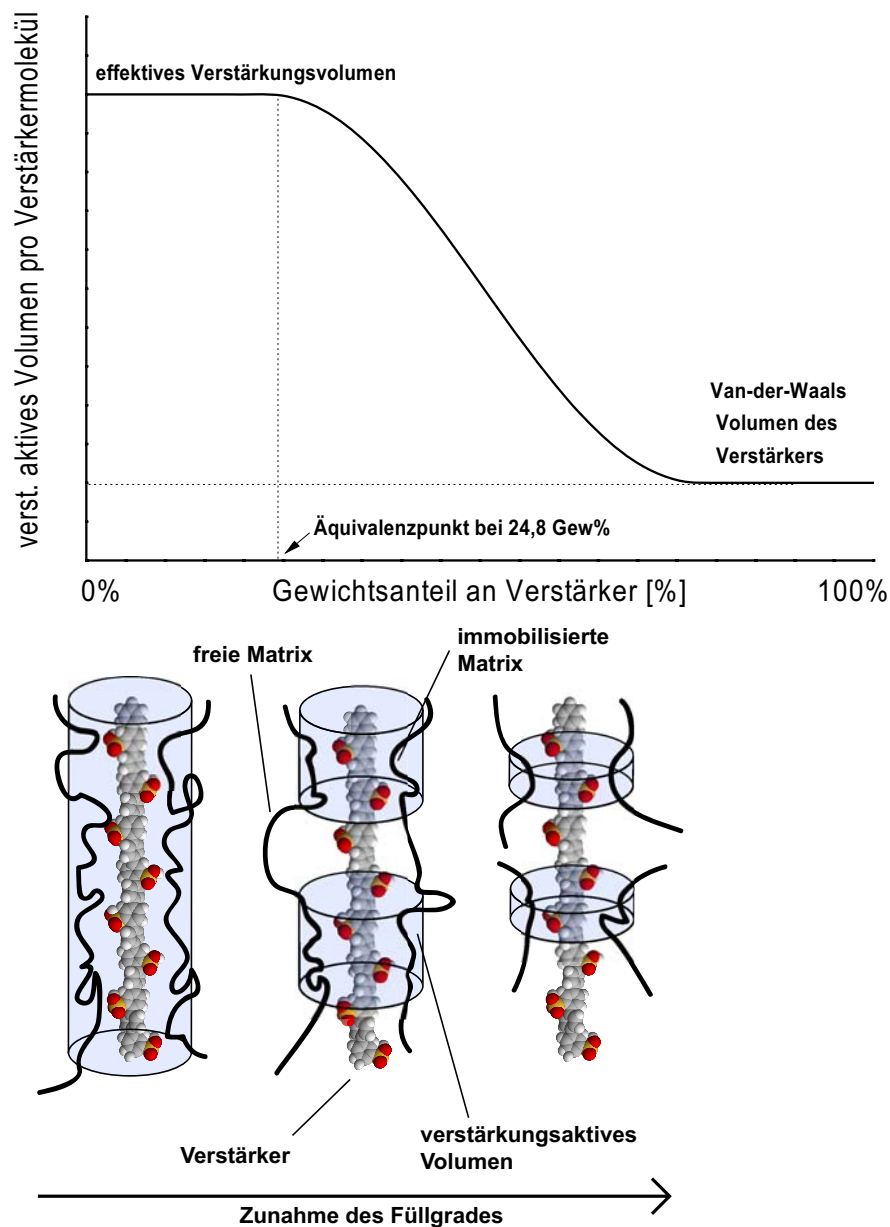 verst. aktives Volumen pro Verstärkermolekül
effektives Verstärkungsvolumen
Van-der-Waals
Volumen des
Verstärkers
Äquivalenzpunkt bei 24,8 Gew%
0%
Gewichtsanteil an Verstärker [%]
100%
freie Matrix
immobilisierte
Matrix
Verstärker
verstärkungsaktives
Volumen
Zunahme des Füllgrades